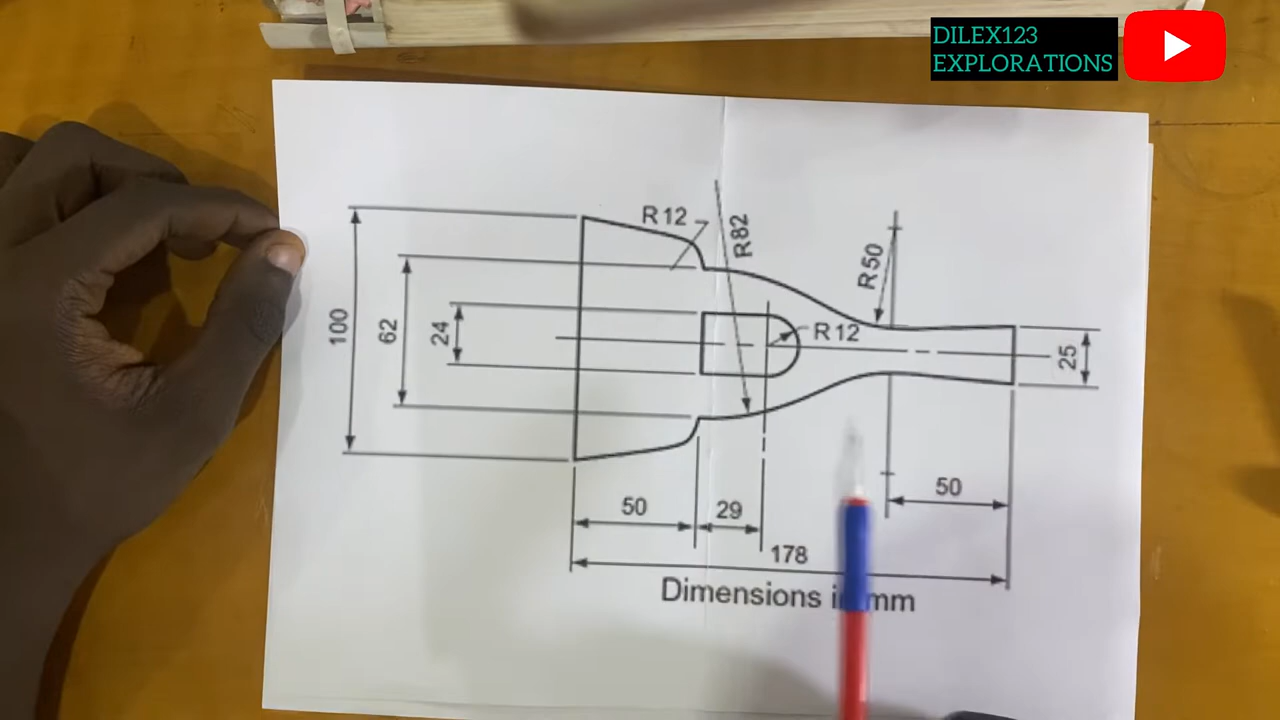 DILEX123
EXPLORATIONS
R12
R82
R50
100
62
24
R12
25
50
29
50
178
Dimensions in mm